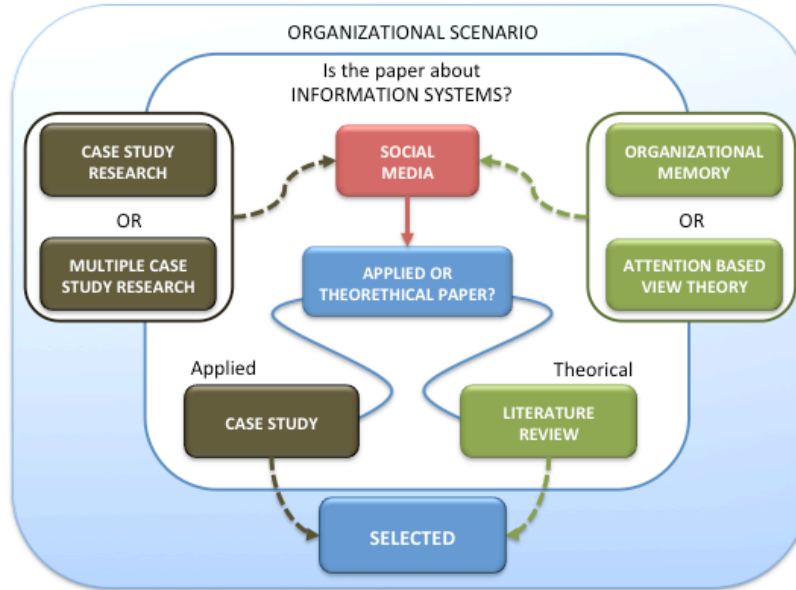 ORGANIZATIONAL SCENARIO
Is the paper about
INFORMATION SYSTEMS?
CASE STUDY
RESEARCH
OR
MULTIPLE CASE
STUDY RESEARCH
SOCIAL
MEDIA
ORGANIZATIONAL
MEMORY
OR
ATTENTION BASED
VIEW THEORY
APPLIED OR
THEORETHICAL PAPER?
Applied
Theorical
CASE STUDY
LITERATURE
REVIEW
SELECTED